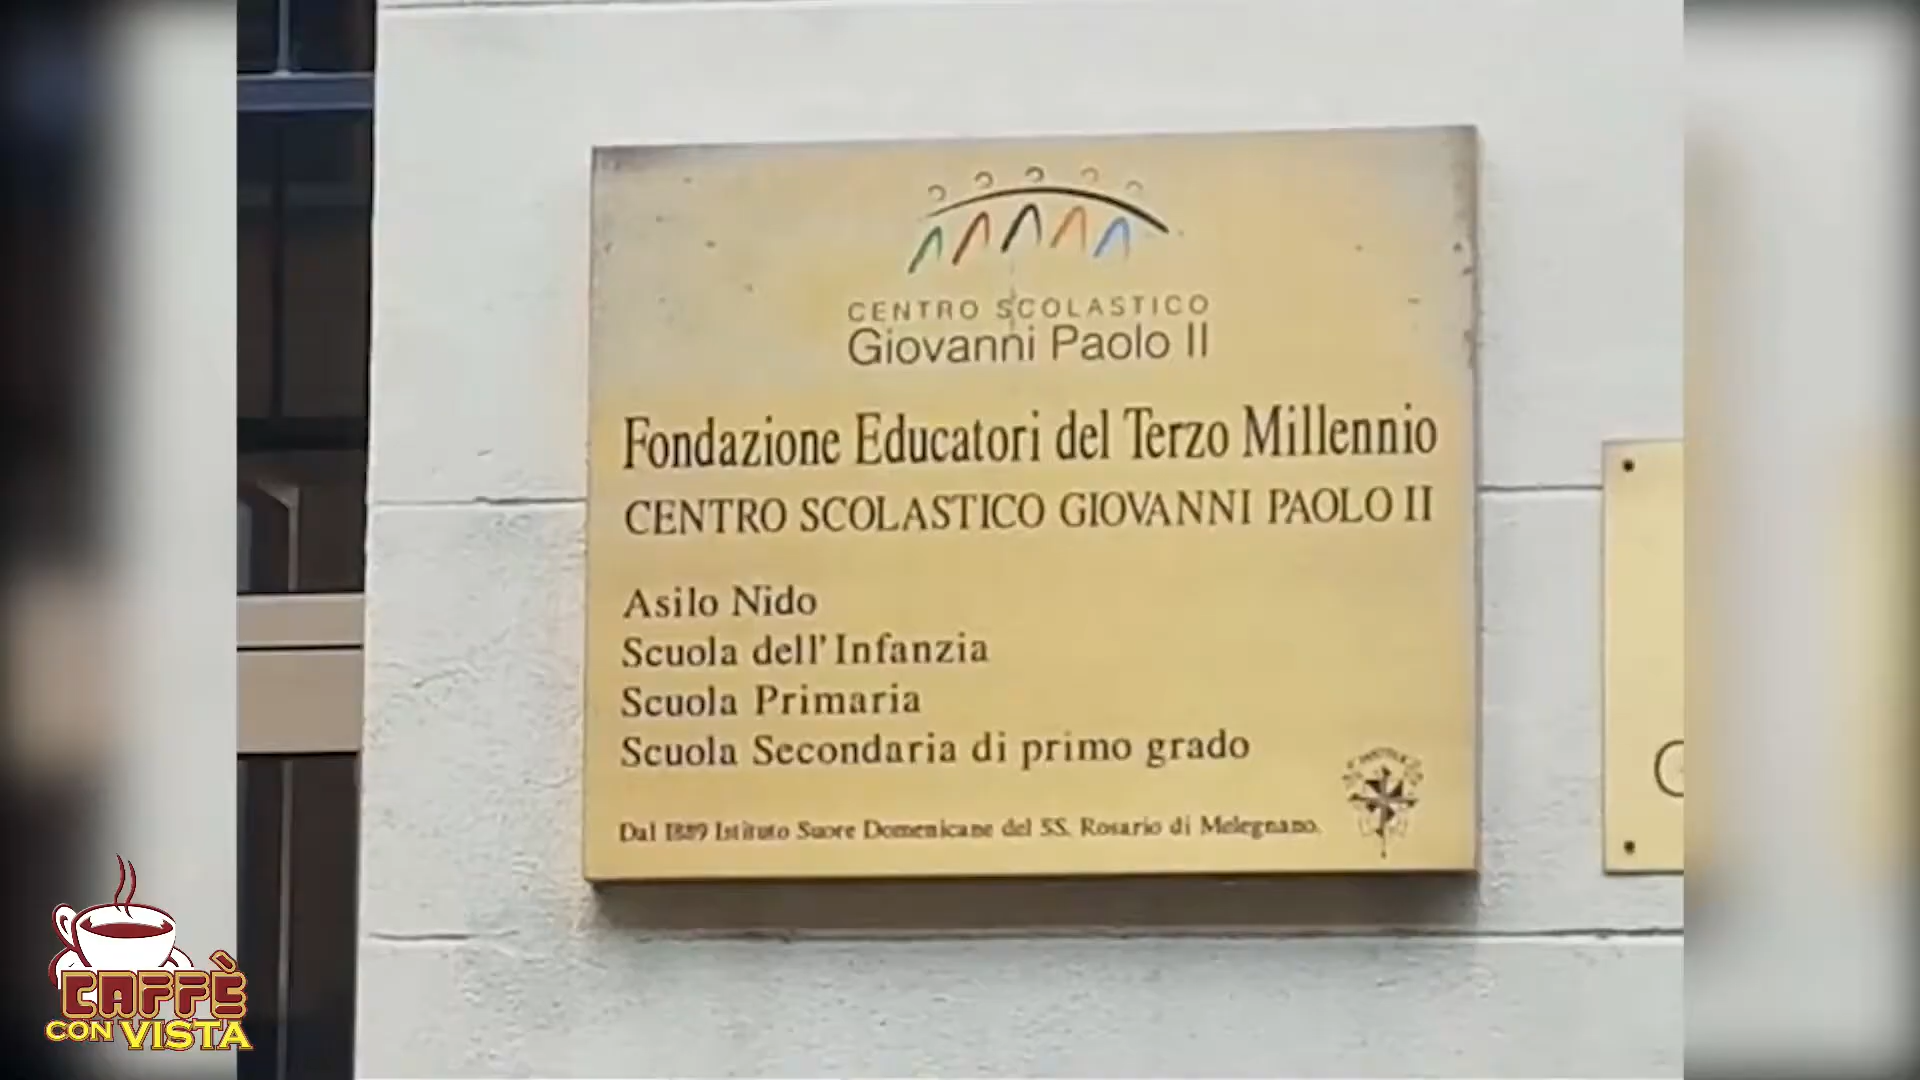 CENTRO SCOLASTICO
Giovanni Paolo II
Fondazione Educatori del Terzo Millennio
CENTRO SCOLASTICO GIOVANNI PAOLO II
Asilo Nido
Scuola dell'Infanzia
Scuola Primaria
Scuola Secondaria di primo grado
Dal 1889 Istituto Suore Domenicane del SS. Rosario di Melegnano.
G
CAFFÈ
CON VISTA